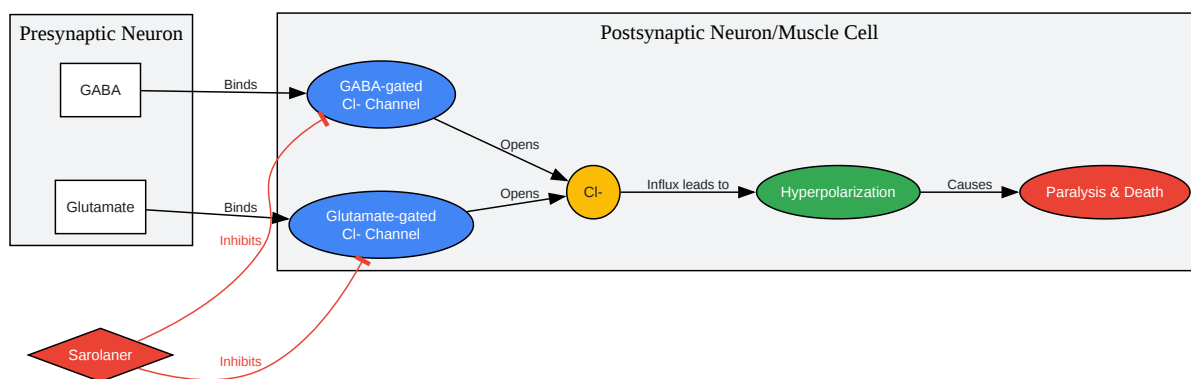 Presynaptic Neuron
Postsynaptic Neuron/Muscle Cell
GABA
Binds
GABA-gated
Cl- Channel
Opens
Glutamate
Binds
Glutamate-gated
Cl- Channel
Opens
Cl-
Influx leads to
Hyperpolarization
Causes
Paralysis & Death
Inhibits
Sarolaner
Inhibits